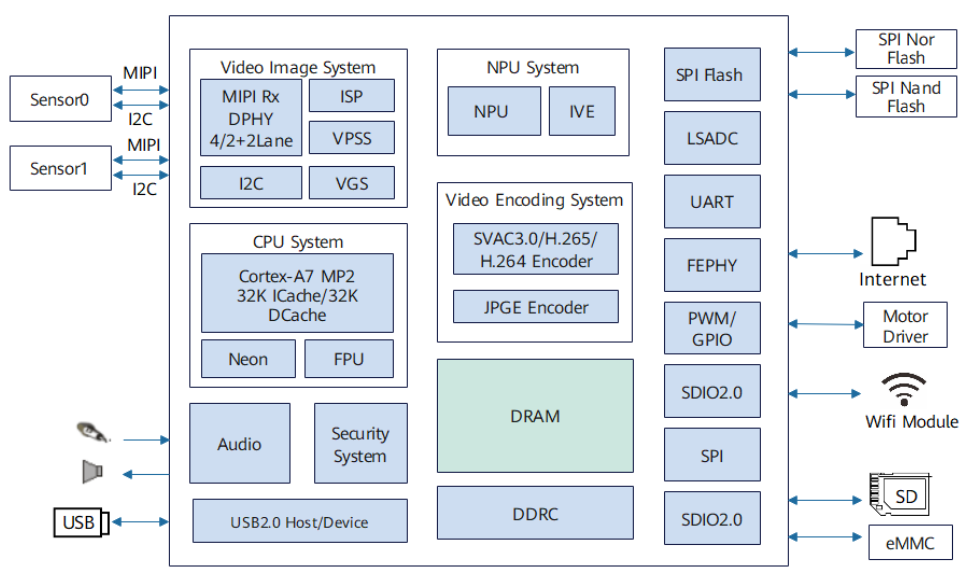 MIPI
Sensor0
I2C
MIPI
Sensor1
I2C
USB
Video Image System
MIPI Rx
DPHY
4/2+2Lane
ISP
VPSS
I2C
VGS
CPU System
Cortex-A7 MP2
32K ICache/32K
DCache
Neon
FPU
Audio
Security
System
USB2.0 Host/Device
NPU System
NPU
IVE
Video Encoding System
SVAC3.0/H.265/
H.264 Encoder
JPGE Encoder
DRAM
DDRC
SPI Flash
LSADC
UART
FEPHY
PWM/
GPIO
SDIO2.0
SPI
SDIO2.0
SPI Nor
Flash
SPI Nand
Flash
Internet
Motor
Driver
Wifi Module
SD
eMMC